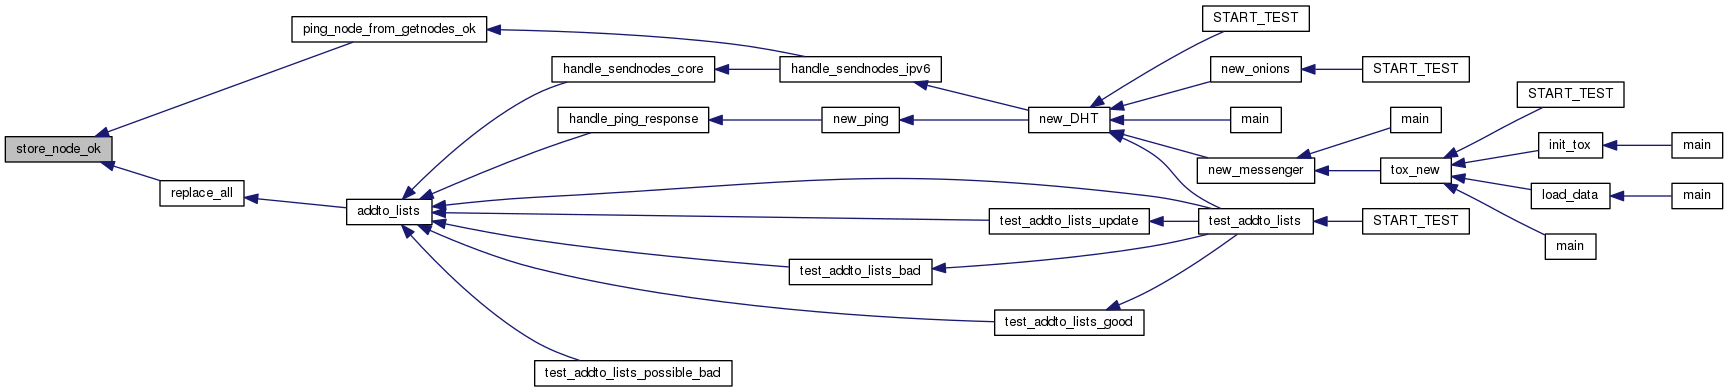 START_TEST
ping_node_from_getnodes_ok
handle_sendnodes_core
handle_sendnodes_ipv6
new_onions
START_TEST
START_TEST
handle_ping_response
new_ping
new_DHT
main
main
store_node_ok
init_tox
main
new_messenger
tox_new
replace_all
load_data
main
addto_lists
test_addto_lists_update
test_addto_lists
START_TEST
main
test_addto_lists_bad
test_addto_lists_good
test_addto_lists_possible_bad